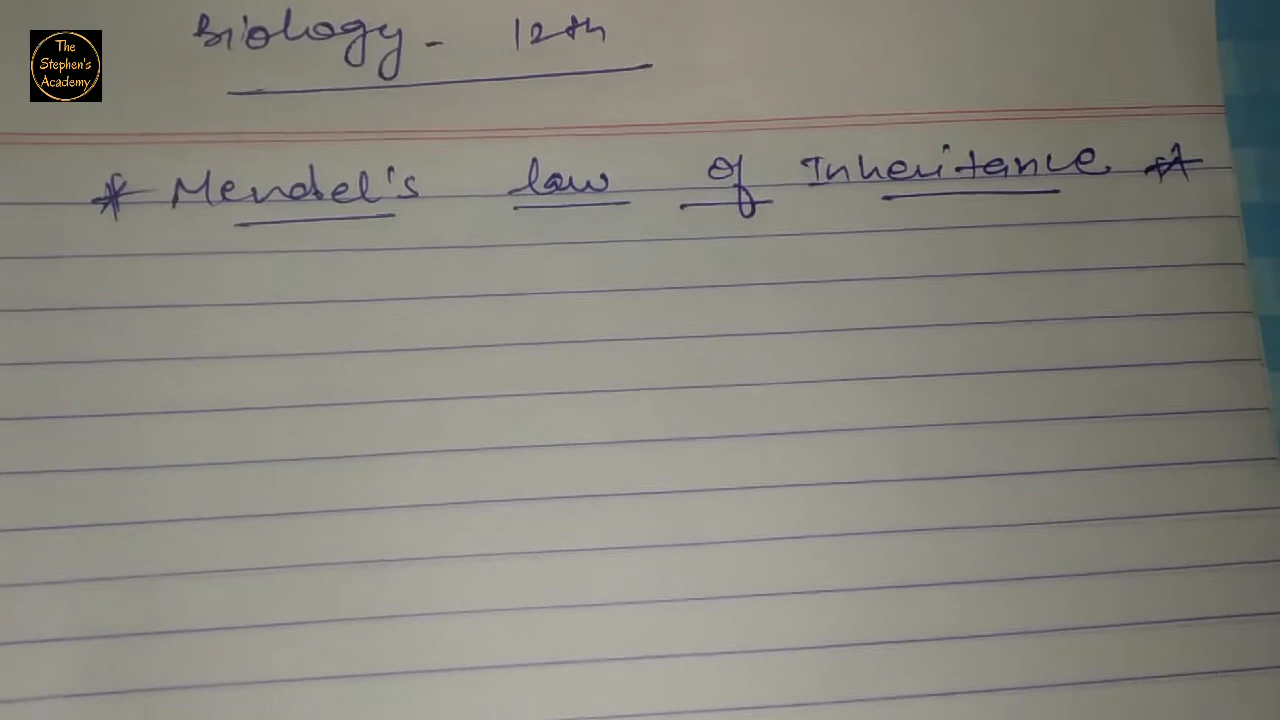 The
Stephen's
Academy
Biology - 12th
* Mendel's law of Inheritance *